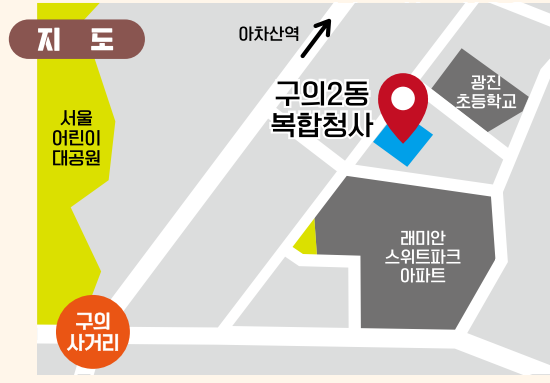 지 도
아차산역
구의2동
복합청사
광진
초등학교
서울
어린이
대공원
래미안
스위트파크
아파트
구의
사거리